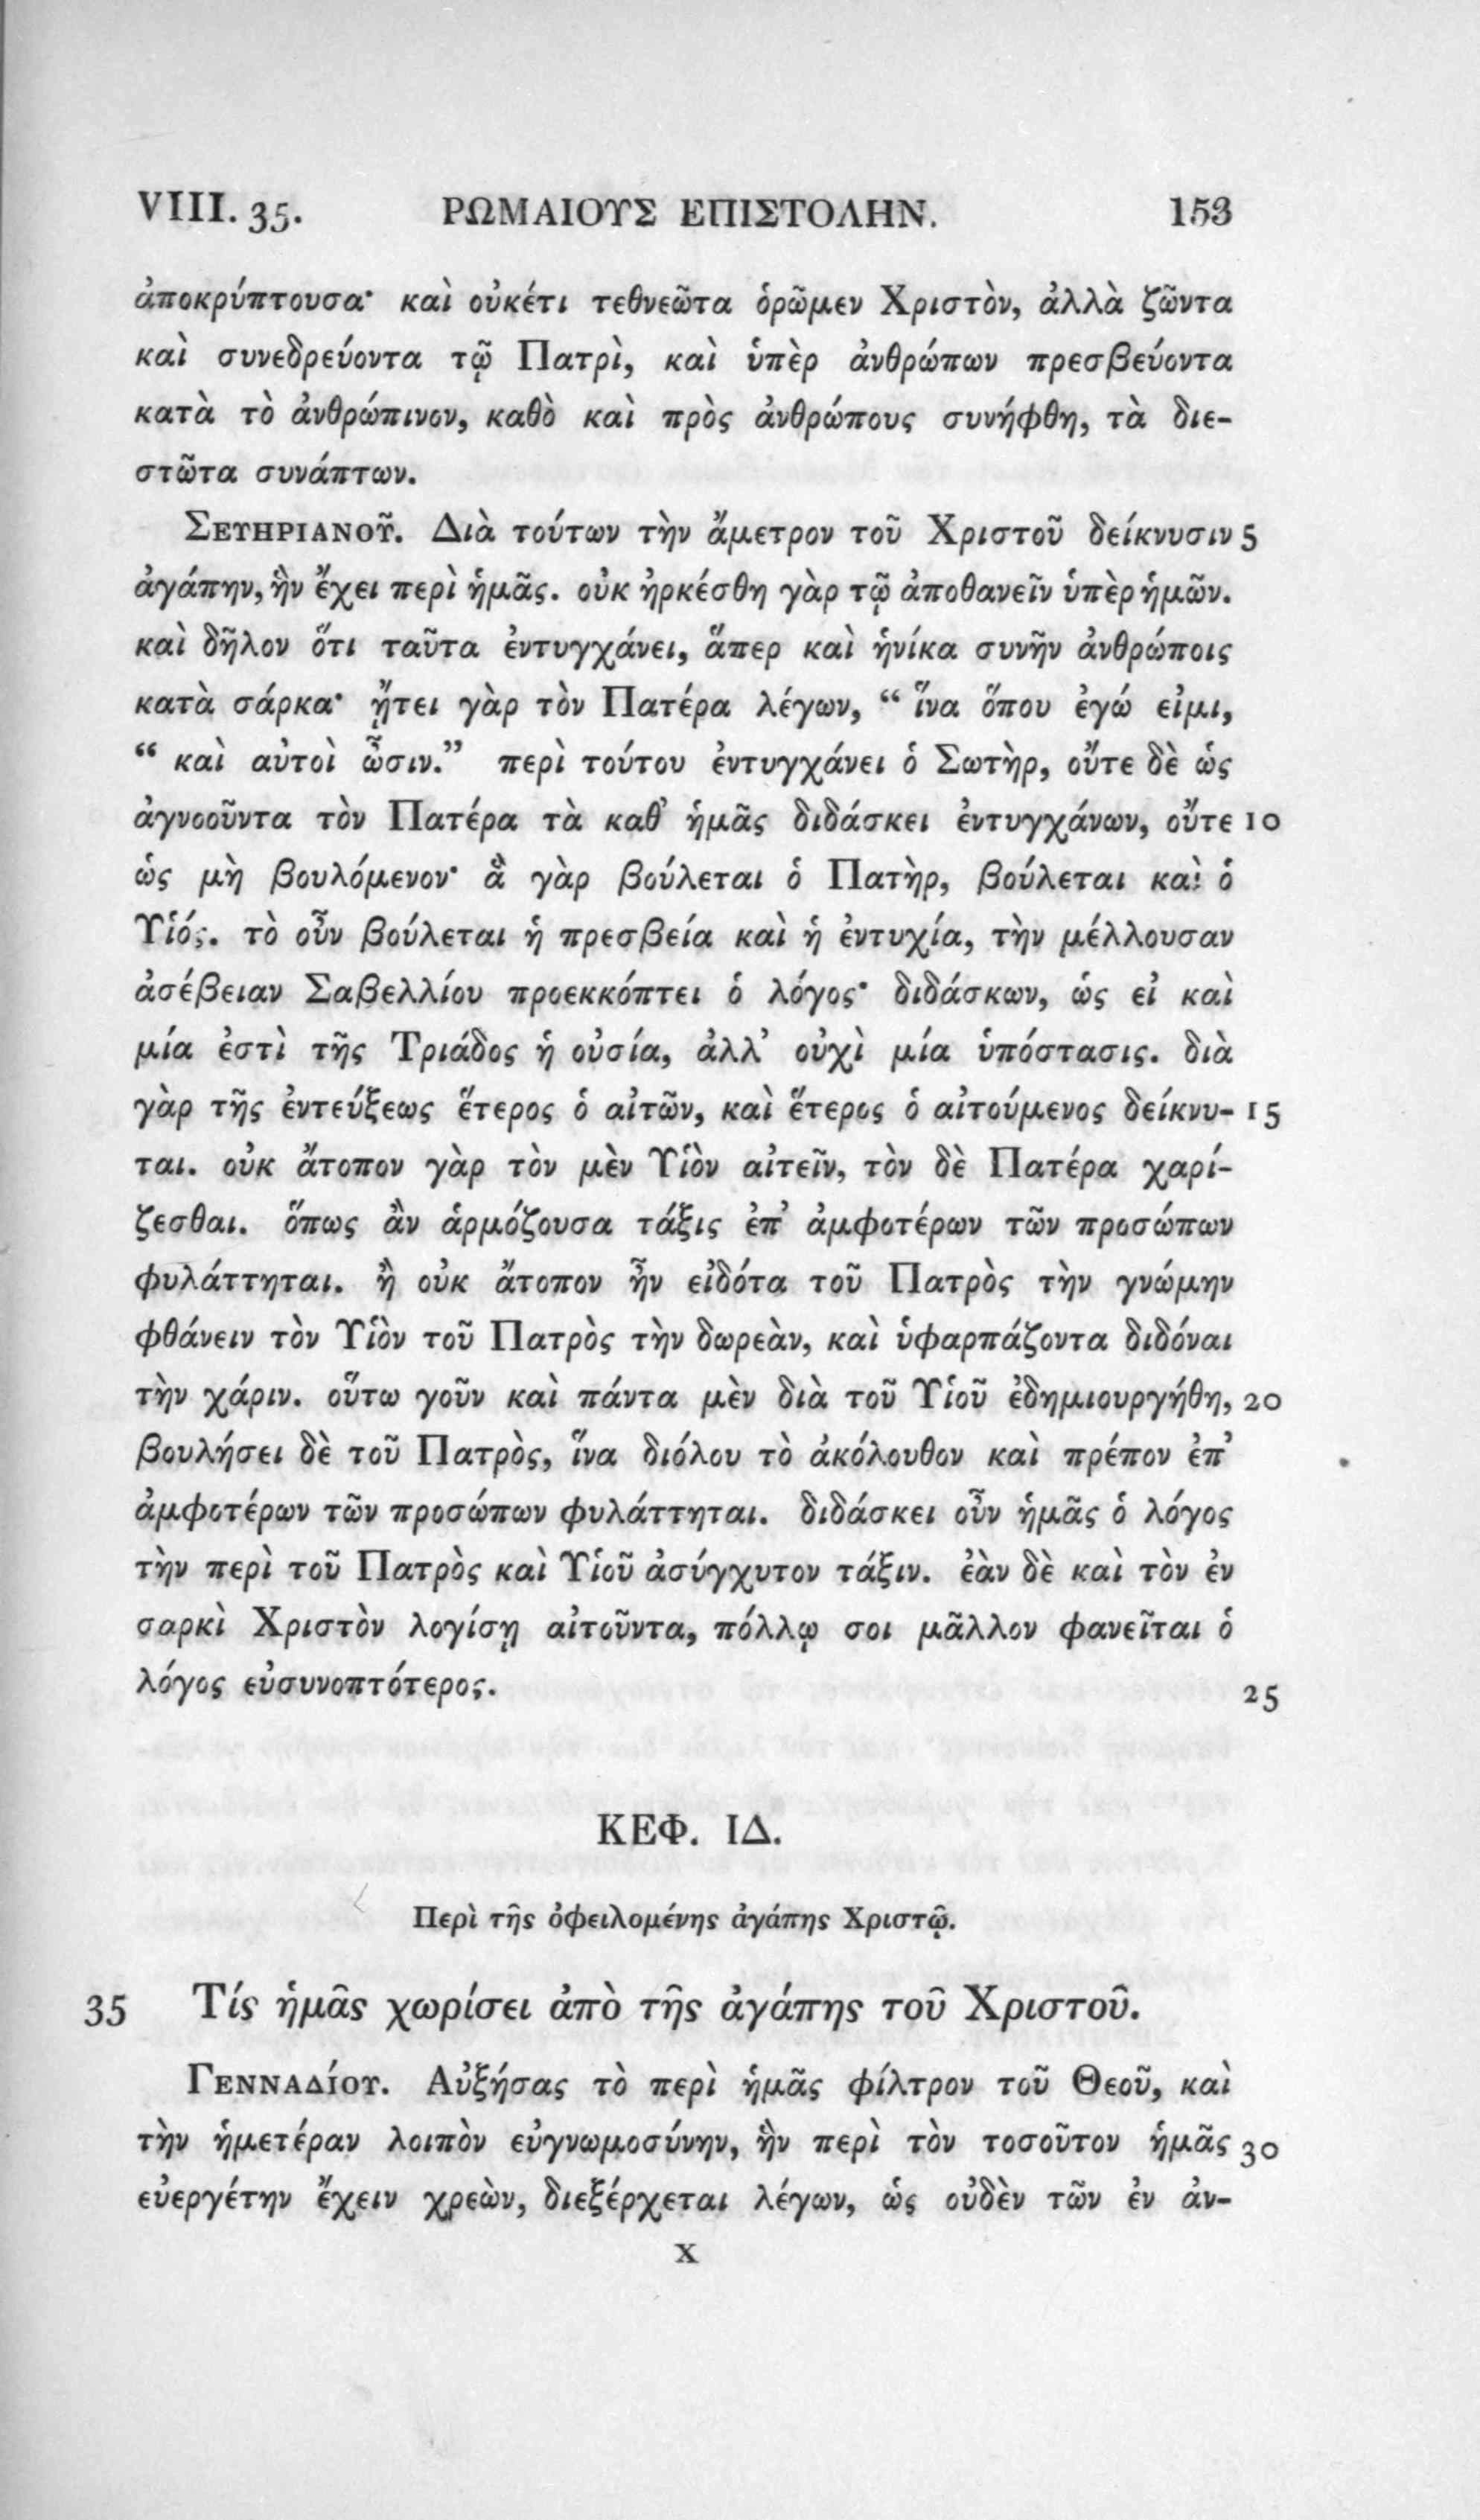 VIII. 35. ΡΩΜΑΙΟΥΣ ΕΠΙΣΤΟΛΗΝ. 153
ἀποκρύπτουσα· καὶ οὐκέτι τεθνεῶτα ὁρῶμεν Χριστὸν, ἀλλὰ ζῶντα
καὶ συνεδρεύοντα τῷ Πατρὶ, καὶ ὑπὲρ ἀνθρώπων πρεσβεύοντα
κατὰ τὸ ἀνθρώπινον, καθὸ καὶ πρὸς ἀνθρώπους συνήφθη, τὰ διε-
στῶτα συνάπτων.
ΣΕΥΗΡΙΑΝΟῦ. Διὰ τούτων τὴν ἄμετρον τοῦ Χριστοῦ δείκνυσιν 5
ἀγάπην, ἣν ἔχει περὶ ἡμᾶς. οὐκ ἠρκέσθη γὰρ τῷ ἀποθανεῖν ὑπὲρ ἡμῶν.
καὶ δῆλον ὅτι ταῦτα ἐντυγχάνει, ἅπερ καὶ ἡνίκα συνῆν ἀνθρώποις
κατὰ σάρκα· ᾔτει γὰρ τὸν Πατέρα λέγων, “ ἵνα ὅπου ἐγώ εἰμι,
“ καὶ αὐτοὶ ὦσιν.” περὶ τούτου ἐντυγχάνει ὁ Σωτὴρ, οὔτε δὲ ὡς
ἀγνοοῦντα τὸν Πατέρα τὰ καθ’ ἡμᾶς διδάσκει ἐντυγχάνων, οὔτε 10
ὡς μὴ βουλόμενον· ἃ γὰρ βούλεται ὁ Πατὴρ, βούλεται καὶ ὁ
Υἱός. τὸ οὖν βούλεται ἡ πρεσβεία καὶ ἡ ἐντυχία, τὴν μέλλουσαν
ἀσέβειαν Σαβελλίου προεκκόπτει ὁ λόγος· διδάσκων, ὡς εἰ καὶ
μία ἐστὶ τῆς Τριάδος ἡ οὐσία, ἀλλ’ οὐχὶ μία ὑπόστασις. διὰ
γὰρ τῆς ἐντεύξεως ἕτερος ὁ αἰτῶν, καὶ ἕτερος ὁ αἰτούμενος δείκνυ- 15
ται. οὐκ ἄτοπον γὰρ τὸν μὲν Υἱὸν αἰτεῖν, τὸν δὲ Πατέρα χαρί-
ζεσθαι. ὅπως ἂν ἁρμόζουσα τάξις ἐπ’ ἀμφοτέρων τῶν προσώπων
φυλάττηται. ἢ οὐκ ἄτοπον ἦν εἰδότα τοῦ Πατρὸς τὴν γνώμην
φθάνειν τὸν Υἱὸν τοῦ Πατρὸς τὴν δωρεὰν, καὶ ὑφαρπάζοντα διδόναι
τὴν χάριν. οὕτω γοῦν καὶ πάντα μὲν διὰ τοῦ Υἱοῦ ἐδημιουργήθη, 20
βουλήσει δὲ τοῦ Πατρὸς, ἵνα διόλου τὸ ἀκόλουθον καὶ πρέπον ἐπ’
ἀμφοτέρων τῶν προσώπων φυλάττηται. διδάσκει οὖν ἡμᾶς ὁ λόγος
τὴν περὶ τοῦ Πατρὸς καὶ Υἱοῦ ἀσύγχυτον τάξιν. ἐὰν δὲ καὶ τὸν ἐν
σαρκὶ Χριστὸν λογίσῃ αἰτοῦντα, πόλλῳ σοι μᾶλλον φανεῖται ὁ
λόγος εὐσυνοπτότερος. 25
ΚΕΦ. ΙΔ.
Περὶ τῆς ὀφειλομένης ἀγάπης Χριστῷ.
35 Τίς ἡμᾶς χωρίσει ἀπὸ τῆς ἀγάπης τοῦ Χριστοῦ.
ΓΕΝΝΑΔίΟΥ. Αὐξήσας τὸ περὶ ἡμᾶς φίλτρον τοῦ Θεοῦ, καὶ
τὴν ἡμετέραν λοιπὸν εὐγνωμοσύνην, ἣν περὶ τὸν τοσοῦτον ἡμᾶς 30
εὐεργέτην ἔχειν χρεὼν, διεξέρχεται λέγων, ὡς οὐδὲν τῶν ἐν ἀν-
X